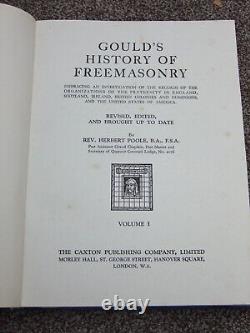 GOULD'S
HISTORY OF
FREEMASONRY
EMBRACING AN INVESTIGATION OF THE RECORDS OF THE
ORGANIZATIONS OF THE FRATERNITY IN ENGLAND,
SCOTLAND, IRELAND, BRITISH COLONIES AND DOMINIONS,
AND THE UNITED STATES OF AMERICA.
REVISED, EDITED,
AND BROUGHT UP TO DATE
By
REV. HERBERT POOLE, B.A., F.S.A.
Past Assistant Grand Chaplain, Past Master and
Secretary of Quatuor Coronati Lodge, No. 2076
VOLUME I
THE CAXTON PUBLISHING COMPANY, LIMITED
MORLEY HALL, ST. GEORGE STREET, HANOVER SQUARE,
LONDON, W.1.